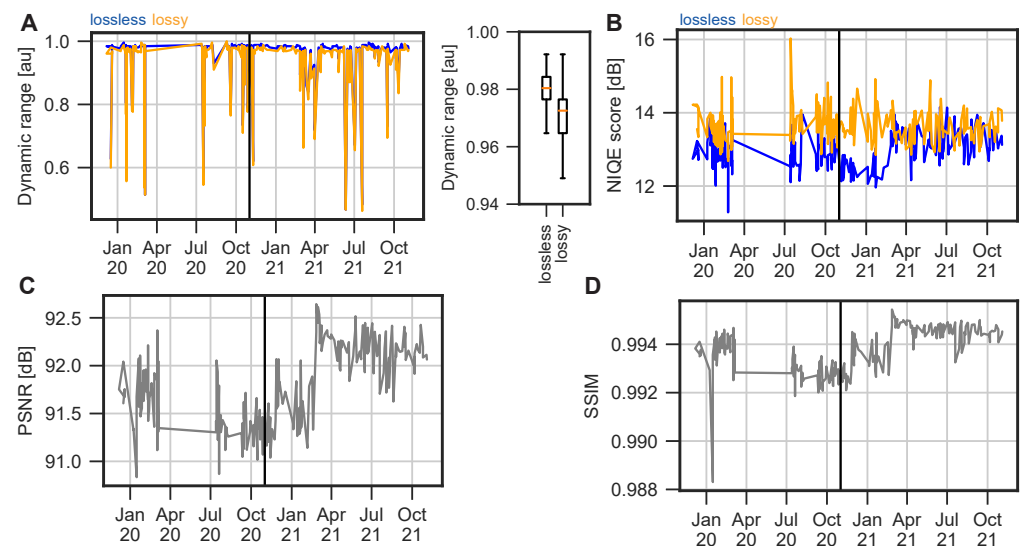 A
lossless lossy
Dynamic range [au]
1.0
0.8
0.6
Jan Apr Jul Oct Jan Apr Jul Oct
20 20 20 20 21 21 21 21
Dynamic range [au]
1.00
0.98
0.96
0.94
lossless
lossy
B
lossless lossy
NIQE score [dB]
16
14
12
Jan Apr Jul Oct Jan Apr Jul Oct
20 20 20 20 21 21 21 21
C
PSNR [dB]
92.5
92.0
91.5
91.0
Jan Apr Jul Oct Jan Apr Jul Oct
20 20 20 20 21 21 21 21
D
SSIM
0.994
0.992
0.990
0.988
Jan Apr Jul Oct Jan Apr Jul Oct
20 20 20 20 21 21 21 21